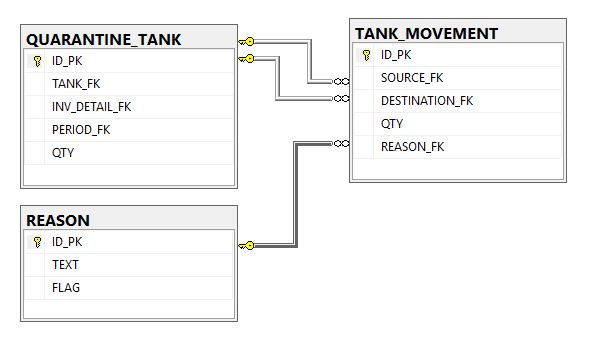 QUARANTINE_TANK
ID_PK
TANK_FK
INV_DETAIL_FK
PERIOD_FK
QTY
TANK_MOVEMENT
ID_PK
SOURCE_FK
DESTINATION_FK
QTY
REASON_FK
REASON
ID_PK
TEXT
FLAG